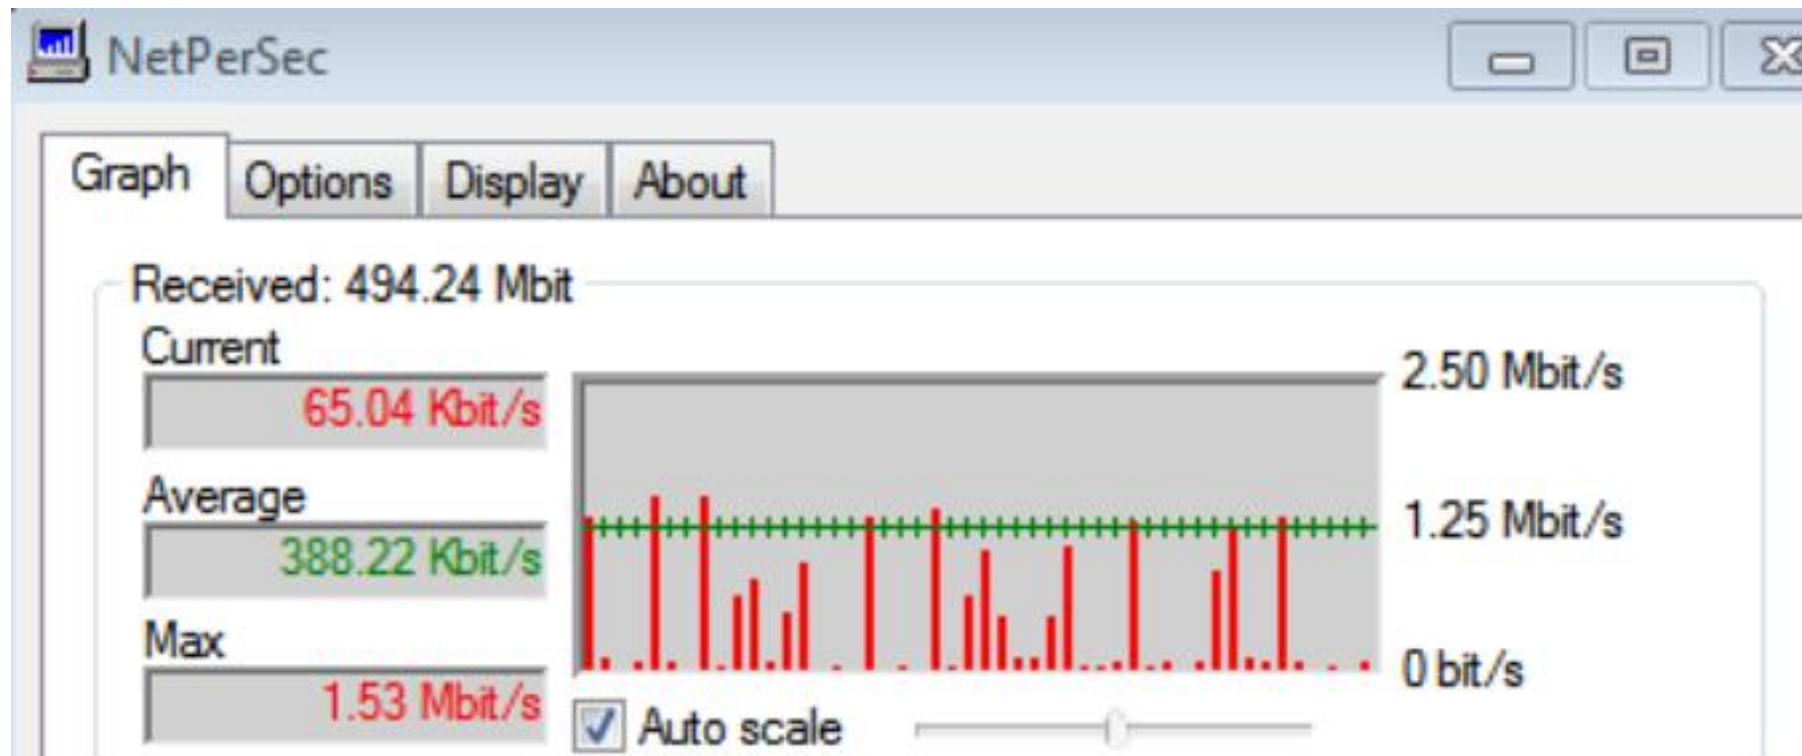 NetPerSec
Graph Options Display About
Received: 494.24 Mbit
Current
65.04 Kbit/s
Average
388.22 Kbit/s
Max
1.53 Mbit/s
2.50 Mbit/s
1.25 Mbit/s
0 bit/s
Auto scale